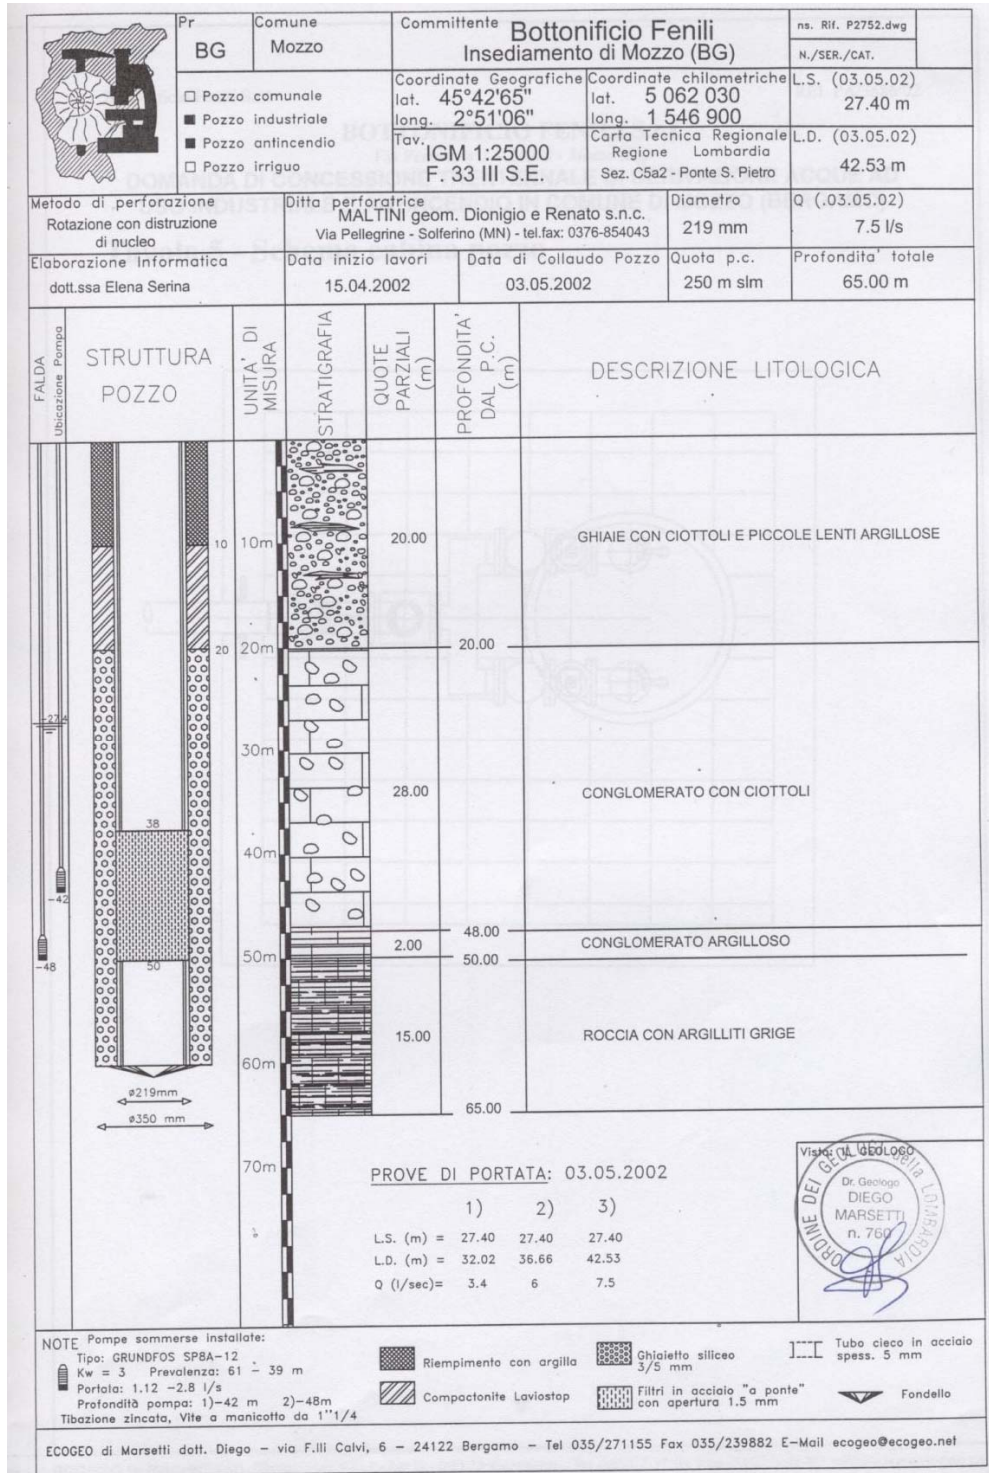 Pr
BG
Comune
Mozzo
Committente
Bottonificio Fenili
Insediamento di Mozzo (BG)
ns. Rif. P2752.dwg
N./SER./CAT.
Pozzo comunale
Pozzo industriale
Pozzo antincendio
Pozzo irriguo
Coordinate Geografiche
lat. 45°42'65"
long. 2°51'06"
Coordinate chilometriche
lat. 5 062 030
long. 1 546 900
L.S. (03.05.02)
27.40 m
Tav.
IGM 1:25000
F. 33 III S.E.
Carta Tecnica Regionale
Regione Lombardia
Sez. C5a2 - Ponte S. Pietro
L.D. (03.05.02)
42.53 m
Metodo di perforazione
Rotazione con distruzione
di nucleo
Ditta perforatrice
MALTINI geom. Dionigio e Renato s.n.c.
Via Pellegrine - Solferino (MN) - tel.fax: 0376-854043
Diametro
219 mm
Q (03.05.02)
7.5 l/s
Elaborazione Informatica
dott.ssa Elena Serina
Data inizio lavori
15.04.2002
Data di Collaudo Pozzo
03.05.2002
Quota p.c.
250 m slm
Profondita' totale
65.00 m
FALDA
Ubicazione Pompa
STRUTTURA
POZZO
UNITA' DI
MISURA
STRATIGRAFIA
QUOTE
PARZIALI
(m)
PROFONDITA'
DAL P.C.
(m)
DESCRIZIONE LITOLOGICA
10
10m
20.00
GHIAIE CON CIOTTOLI E PICCOLE LENTI ARGILLOSE
20
20m
20.00
-27.4
30m
28.00
CONGLOMERATO CON CIOTTOLI
38
40m
-42
48.00
2.00
CONGLOMERATO ARGILLOSO
-48
50
50m
50.00
15.00
ROCCIA CON ARGILLITI GRIGE
60m
ø219mm
65.00
ø350 mm
70m
PROVE DI PORTATA: 03.05.2002
1) 2) 3)
L.S. (m) = 27.40 27.40 27.40
L.D. (m) = 32.02 36.66 42.53
Q (l/sec)= 3.4 6 7.5
Visto: IL GEOLOGO
ORDINE DEI GEOLOGI della LOMBARDIA
Dr. Geologo
DIEGO
MARSETTI
n. 760
NOTE Pompe sommerse installate:
Tipo: GRUNDFOS SP8A-12
Kw = 3 Prevalenza: 61 - 39 m
Portata: 1.12 -2.8 l/s
Profondità pompa: 1)-42 m 2)-48m
Tibazione zincata, Vite a manicotto da 1"1/4
Riempimento con argilla
Compactonite Laviostop
Ghiaietto siliceo
3/5 mm
Filtri in acciaio "a ponte"
con apertura 1.5 mm
Tubo cieco in acciaio
spess. 5 mm
Fondello
ECOGEO di Marsetti dott. Diego - via F.lli Calvi, 6 - 24122 Bergamo - Tel 035/271155 Fax 035/239882 E-Mail ecogeo@ecogeo.net